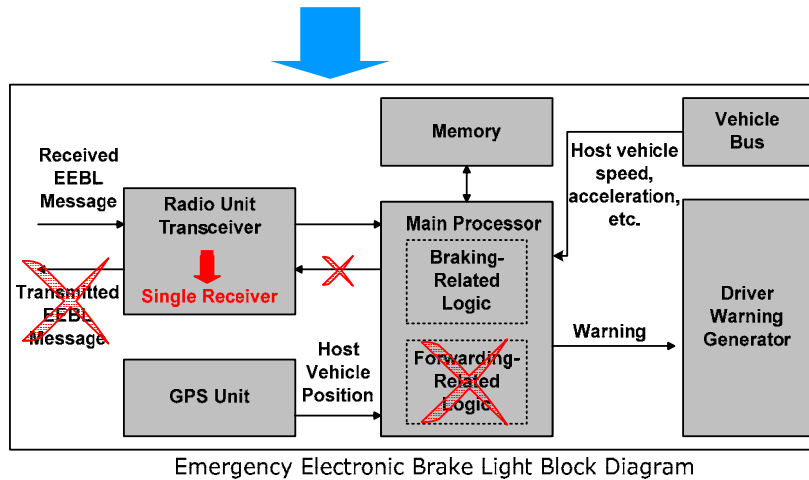 Memory
Vehicle
Bus
Received
EEBL
Message
Host vehicle
speed,
acceleration,
etc.
Radio Unit
Transceiver
Single Receiver
Main Processor
Braking-
Related
Logic
Transmitted
EEBL
Message
Forwarding-
Related
Logic
Warning
Driver
Warning
Generator
Host
Vehicle
Position
GPS Unit
Emergency Electronic Brake Light Block Diagram